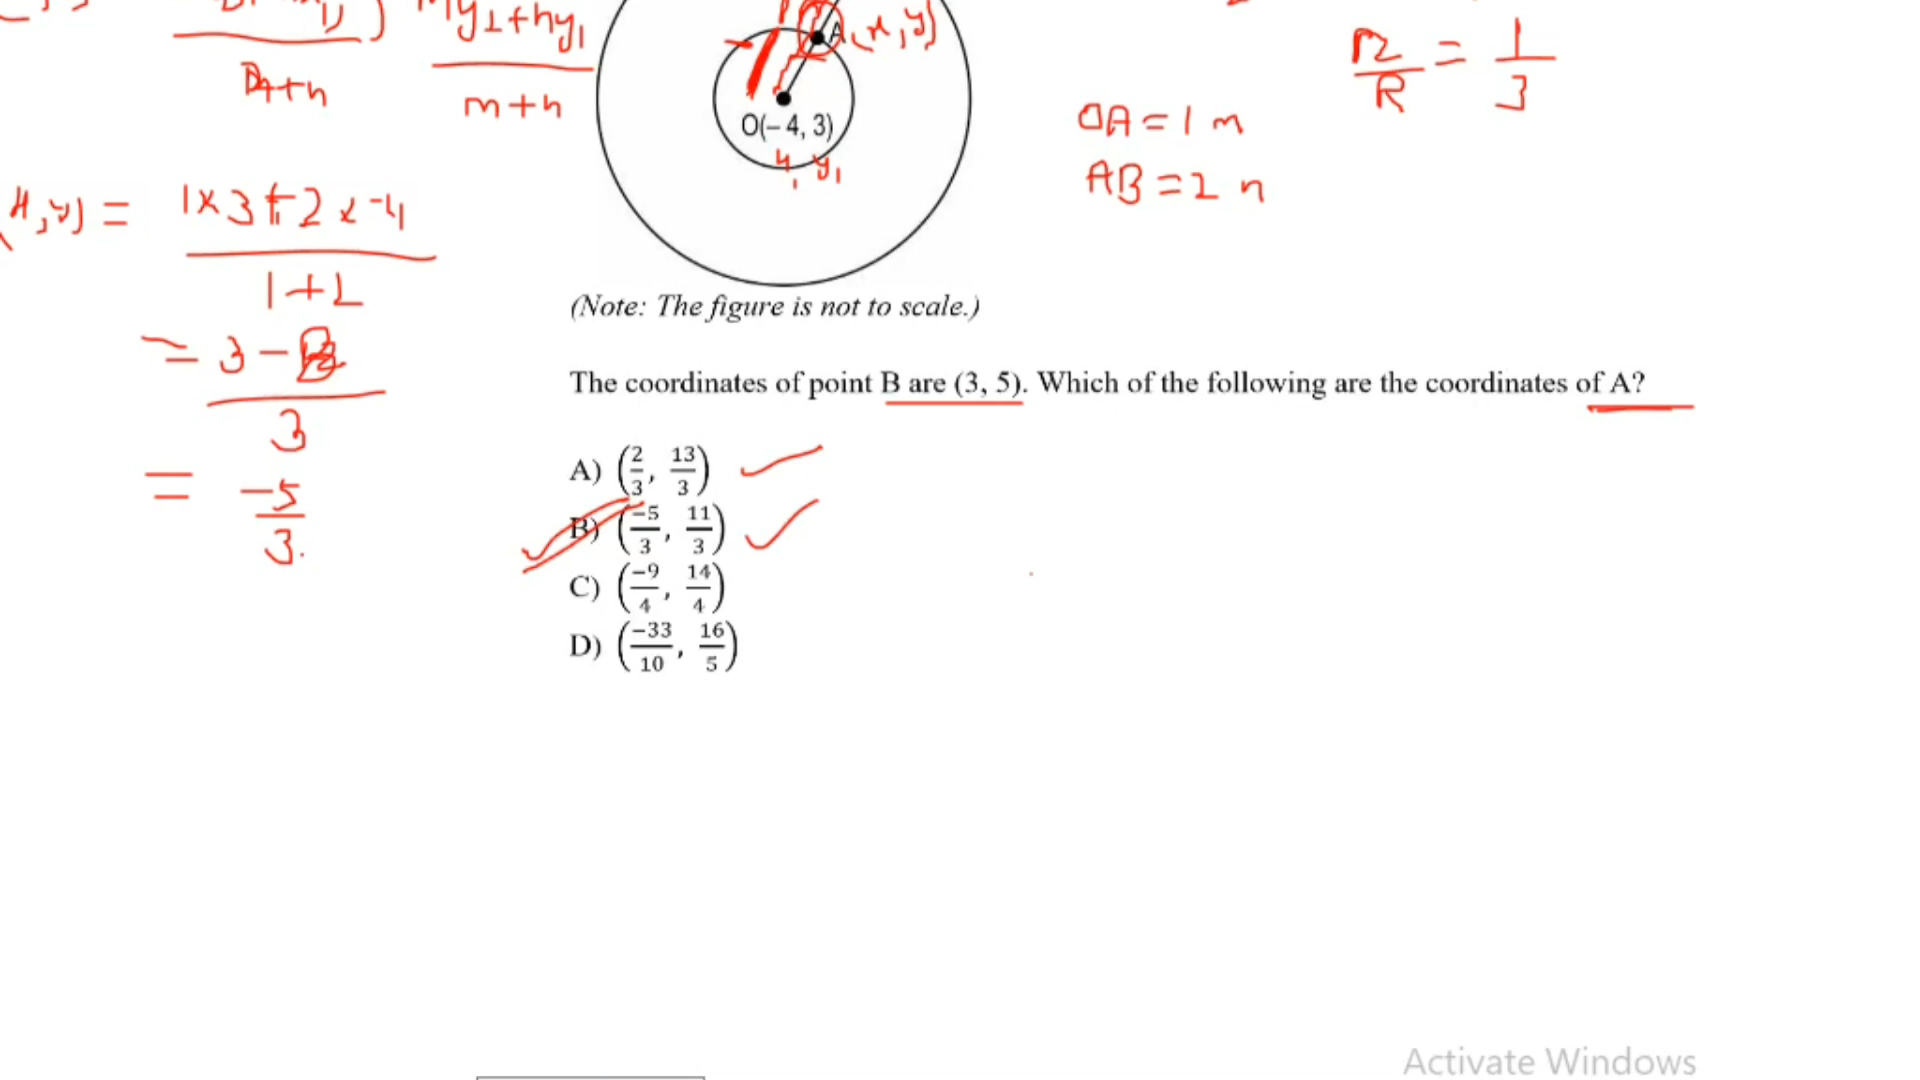 my₂+ny₁
m+n
m+n
A(x,y)
r/R = 1/3
O(– 4, 3)
x₁ y₁
OA = 1 m
AB = 2 n
(x,y) = 1×3+2×-4
1+2
= 3-8
3
= -5
3.
(Note: The figure is not to scale.)
The coordinates of point B are (3, 5). Which of the following are the coordinates of A?
A) (2/3, 13/3)
B) (−5/3, 11/3)
C) (−9/4, 14/4)
D) (−33/10, 16/5)
Activate Windows